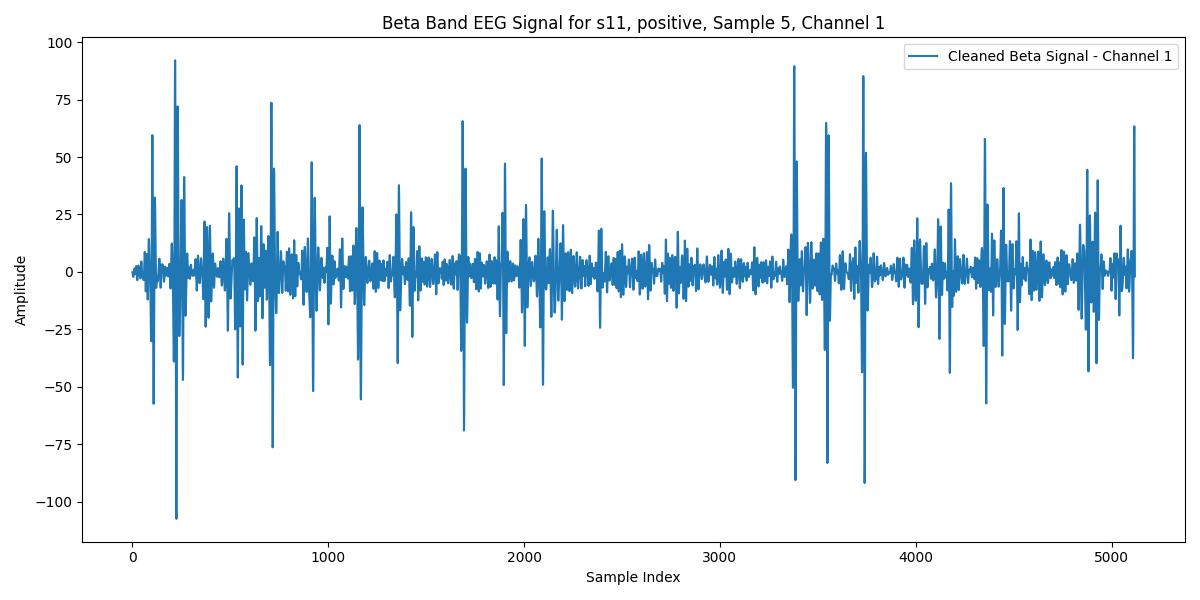 Beta Band EEG Signal for s11, positive, Sample 5, Channel 1
Cleaned Beta Signal - Channel 1
Amplitude
100
75
50
25
0
−25
−50
−75
−100
0 1000 2000 3000 4000 5000
Sample Index